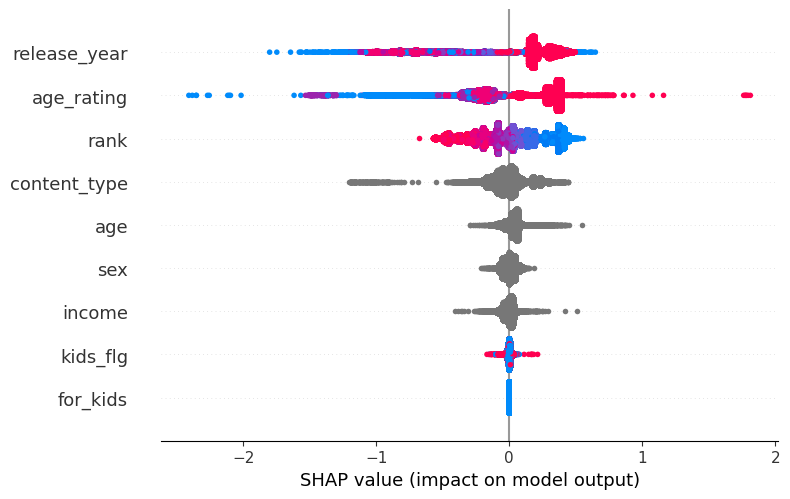 release_year
age_rating
rank
content_type
age
sex
income
kids_flg
for_kids
−2 −1 0 1 2
SHAP value (impact on model output)